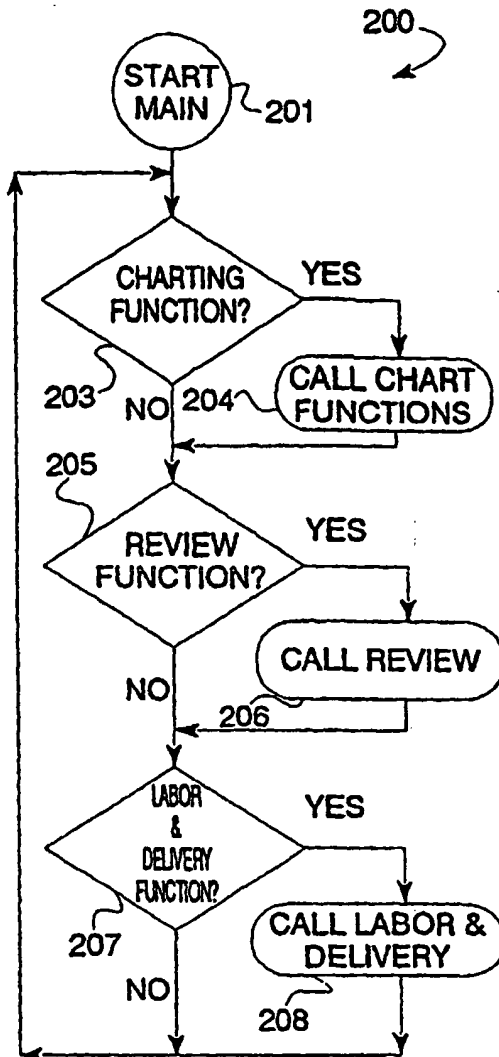 200
START
MAIN
201
CHARTING
FUNCTION?
YES
203
NO
204
CALL CHART
FUNCTIONS
205
REVIEW
FUNCTION?
YES
NO
CALL REVIEW
206
LABOR
&
DELIVERY
FUNCTION?
YES
207
NO
CALL LABOR &
DELIVERY
208